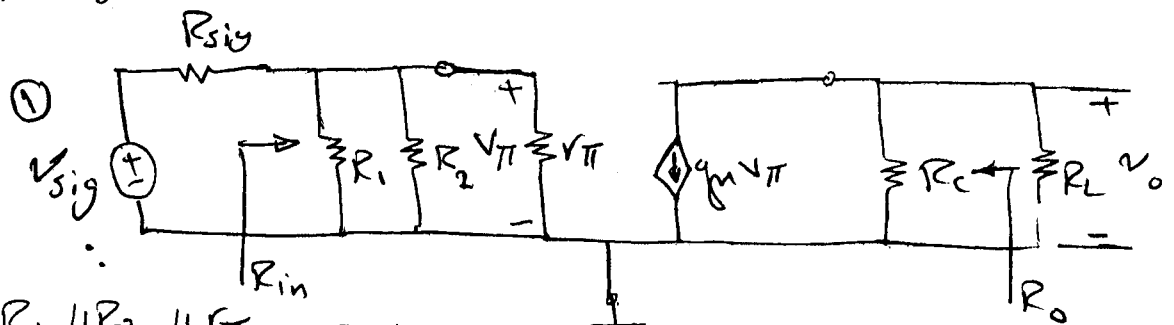 Rsig
①
+
R₁
R₂
Vπ
rπ
gmVπ
Rc
RL
vo
vsig
+
-
-
-
Rin
Ro
R₁ || R₂ || rπ